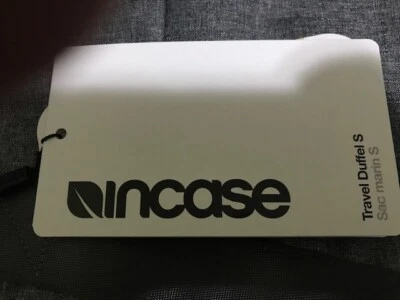 incase
Travel Duffel S
Sac marin S